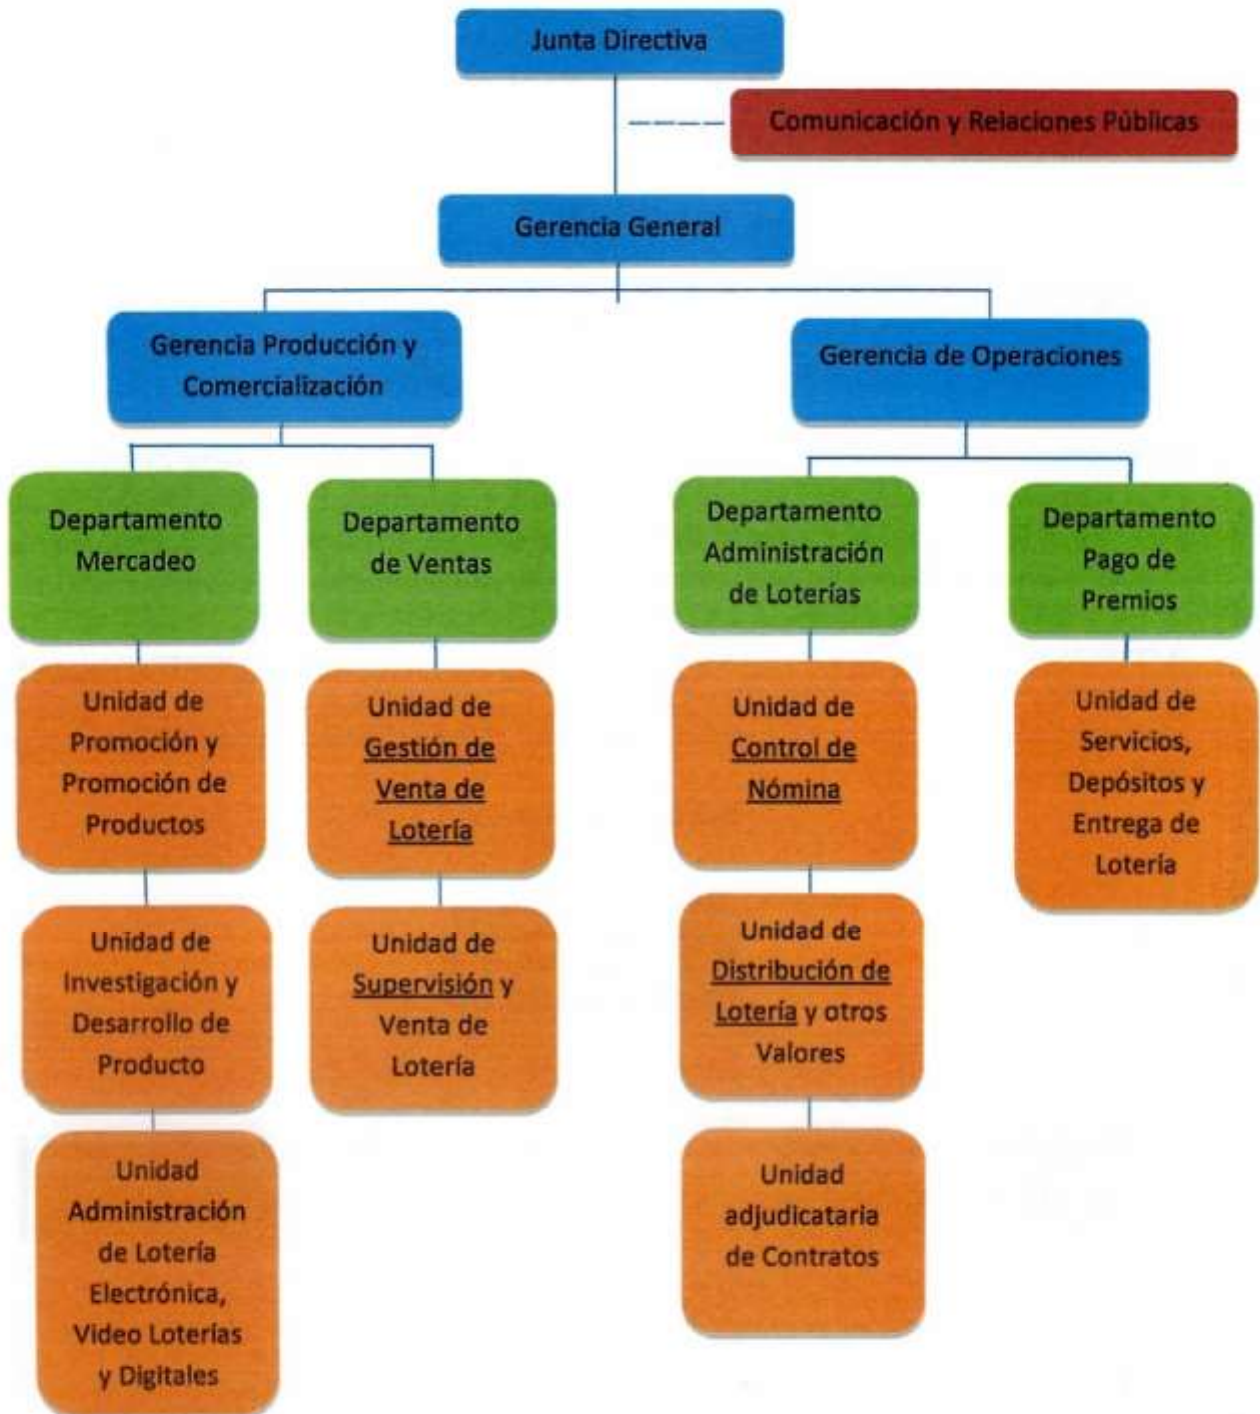 Junta Directiva
Comunicación y Relaciones Públicas
Gerencia General
Gerencia Producción y
Comercialización
Gerencia de Operaciones
Departamento
Mercadeo
Departamento
de Ventas
Departamento
Administración
de Loterías
Departamento
Pago de
Premios
Unidad de
Promoción y
Promoción de
Productos
Unidad de
Gestión de
Venta de
Lotería
Unidad de
Control de
Nómina
Unidad de
Servicios,
Depósitos y
Entrega de
Lotería
Unidad de
Investigación y
Desarrollo de
Producto
Unidad de
Supervisión y
Venta de
Lotería
Unidad de
Distribución de
Lotería y otros
Valores
Unidad
Administración
de Lotería
Electrónica,
Video Loterías
y Digitales
Unidad
adjudicataria
de Contratos